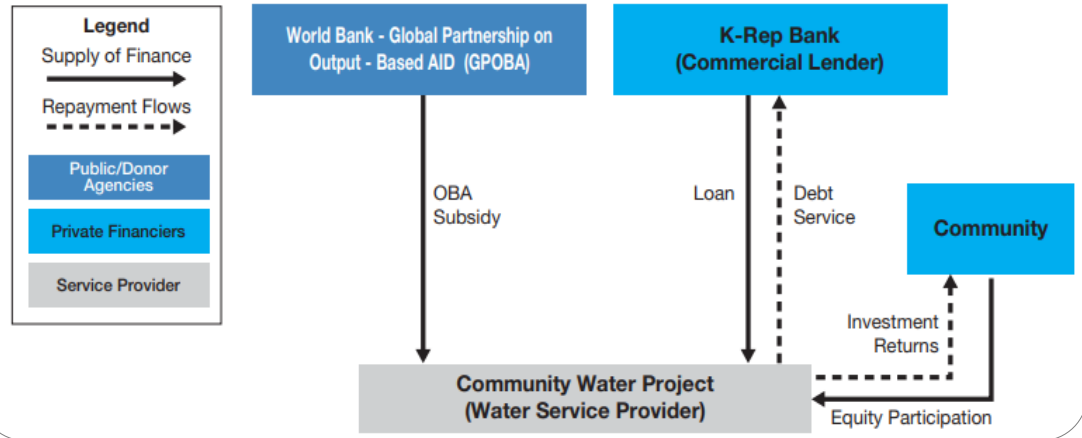 Legend
Supply of Finance
Repayment Flows
Public/Donor
Agencies
Private Financiers
Service Provider
World Bank - Global Partnership on
Output - Based AID (GPOBA)
K-Rep Bank
(Commercial Lender)
OBA
Subsidy
Loan
Debt
Service
Community
Investment
Returns
Equity Participation
Community Water Project
(Water Service Provider)